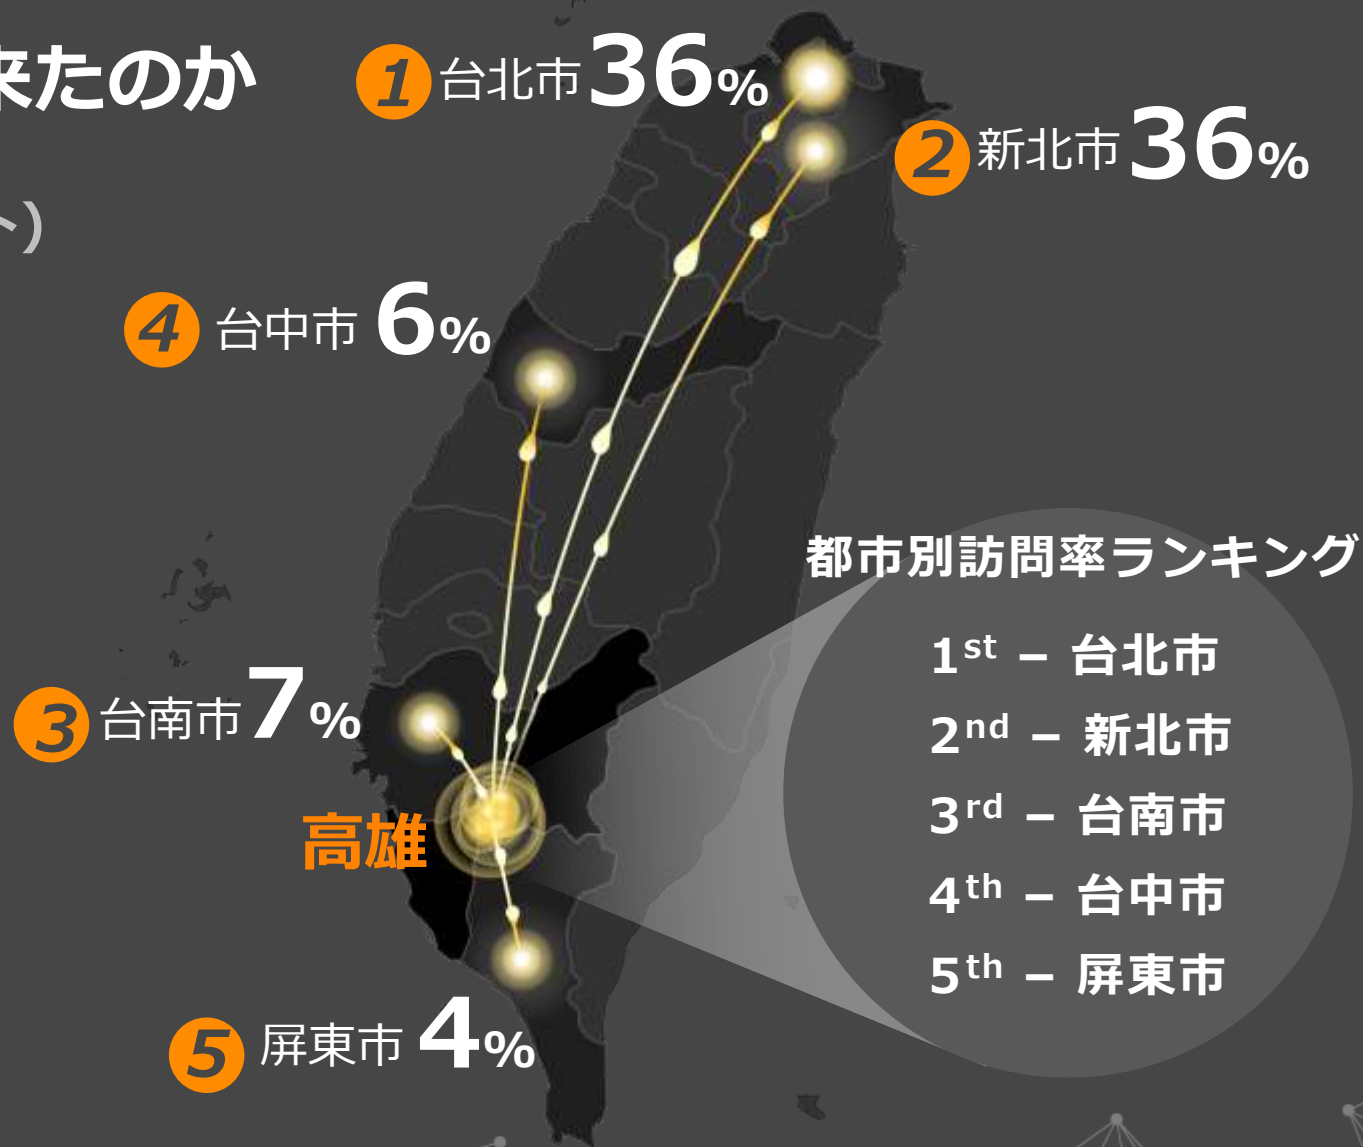 来たのか
ト)
1 台北市 36%
2 新北市 36%
4 台中市 6%
3 台南市 7%
高雄
5 屏東市 4%
都市別訪問率ランキング
1st – 台北市
2nd – 新北市
3rd – 台南市
4th – 台中市
5th – 屏東市